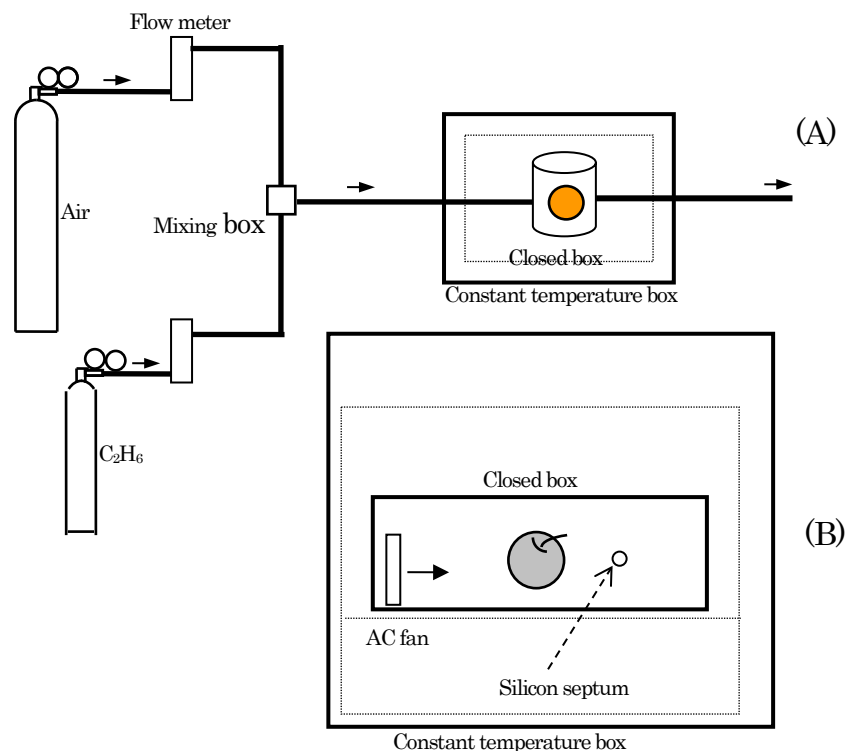 Flow meter
(A)
Air
Mixing box
Closed box
Constant temperature box
C₂H₆
Closed box
(B)
AC fan
Silicon septum
Constant temperature box